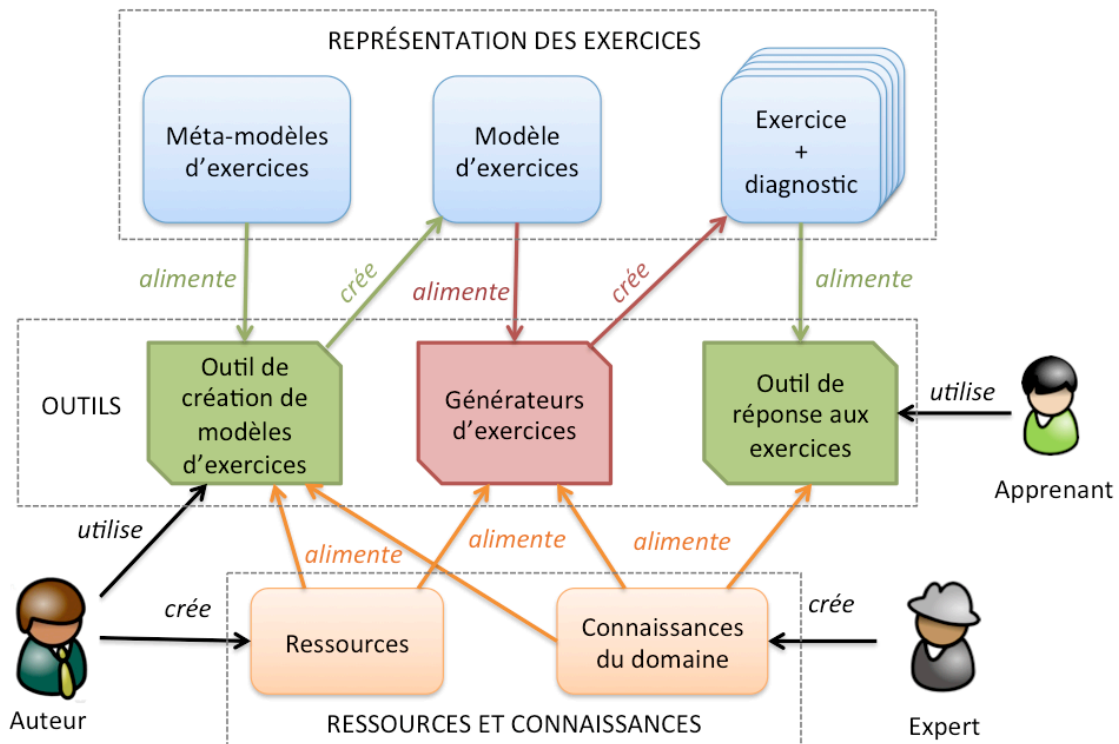 REPRÉSENTATION DES EXERCICES
Méta-modèles
d'exercices
Modèle
d'exercices
Exercice
+
diagnostic
alimente
crée
alimente
crée
alimente
OUTILS
Outil de
création de
modèles
d'exercices
Générateurs
d'exercices
Outil de
réponse aux
exercices
utilise
Apprenant
utilise
alimente
alimente
alimente
crée
Ressources
Connaissances
du domaine
crée
Auteur
RESSOURCES ET CONNAISSANCES
Expert